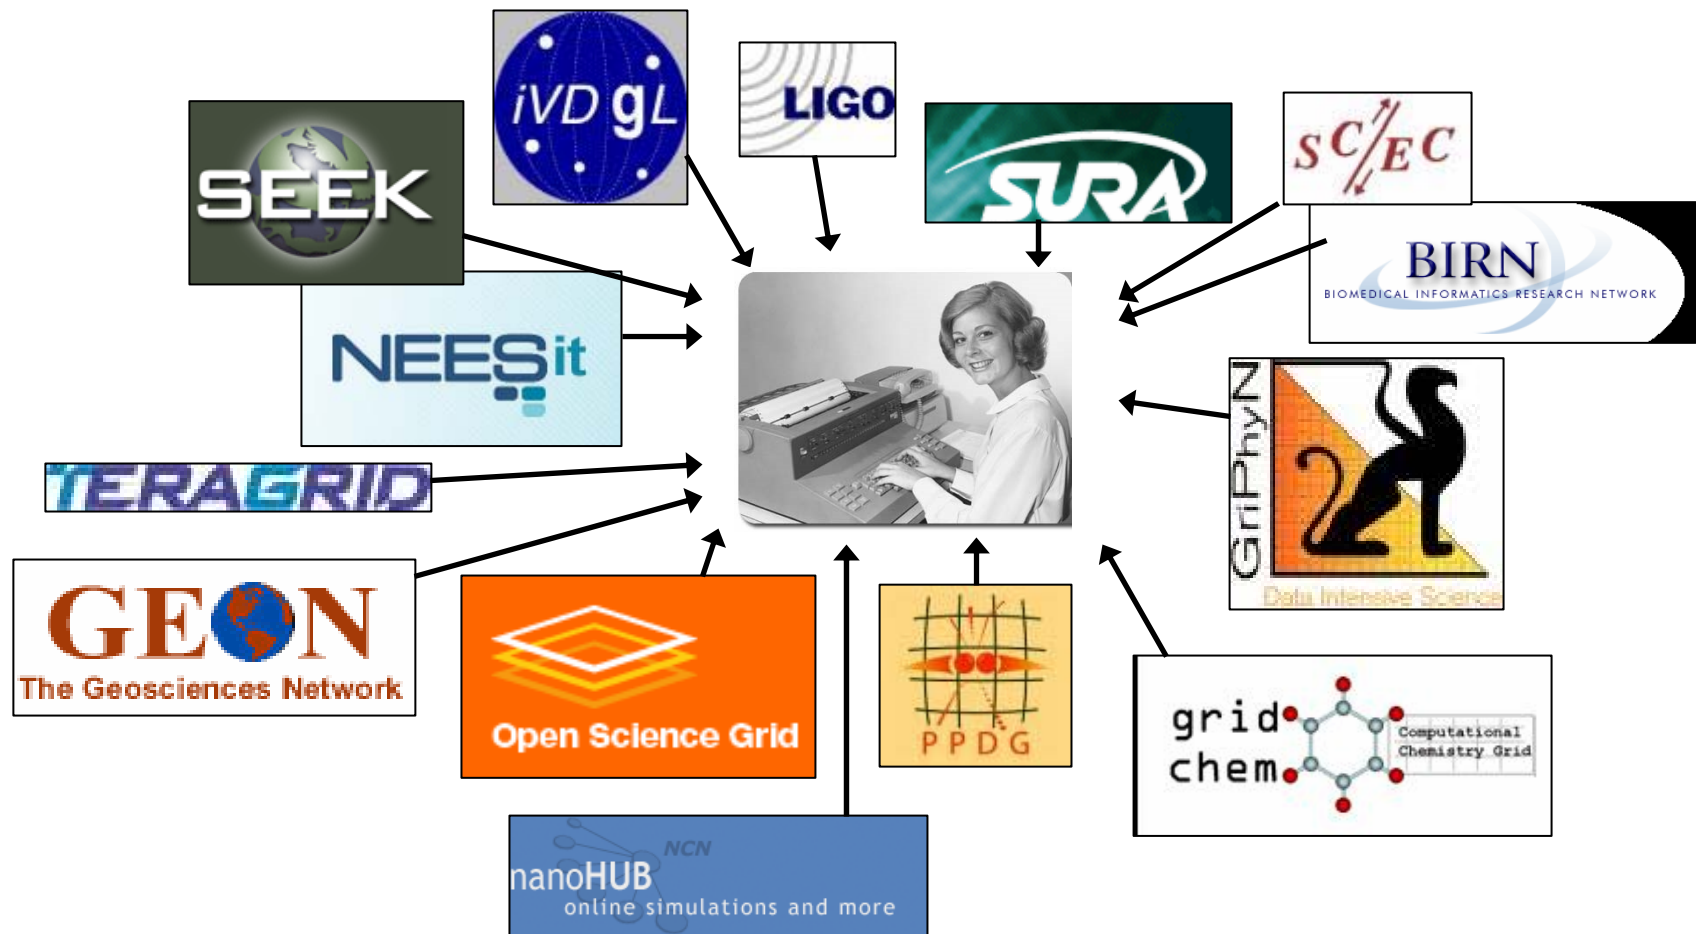 iVDgL
LIGO
SEEK
SURA
SC/EC
BIRN
BIOMEDICAL INFORMATICS RESEARCH NETWORK
NEESit
GriPhyN
Data Intensive Science
TERAGRID
GEON
The Geosciences Network
Open Science Grid
PPDG
grid
chem
Computational
Chemistry Grid
NCN
nanoHUB
online simulations and more